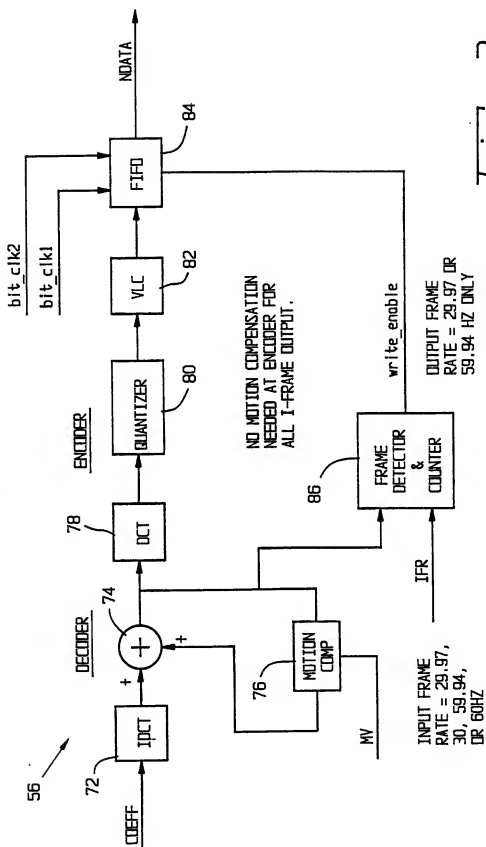 56
COEFF
72
IDCT
+
DECODER
74
+
+
MOTION
COMP
76
MV
INPUT FRAME
RATE = 29.97,
30, 59.94,
OR 60HZ
ENCODER
DCT
78
QUANTIZER
80
VLC
82
bit_clk2
bit_clk1
FIFO
84
NDATA
NO MOTION COMPENSATION
NEEDED AT ENCODER FOR
ALL I-FRAME OUTPUT.
FRAME
DETECTOR
&
COUNTER
86
IFR
write_enable
OUTPUT FRAME
RATE = 29.97 OR
59.94 HZ ONLY